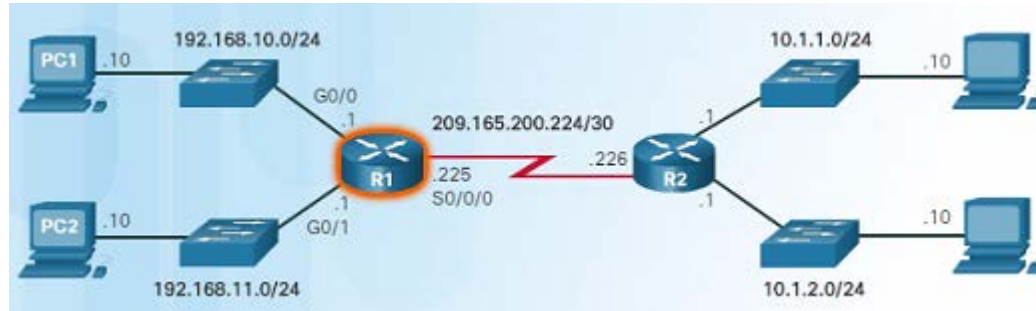 192.168.10.0/24
10.1.1.0/24
PC1
.10
.10
G0/0
.1
209.165.200.224/30
.1
.226
R1
.225
R2
S0/0/0
.1
.1
G0/1
PC2
.10
.10
192.168.11.0/24
10.1.2.0/24